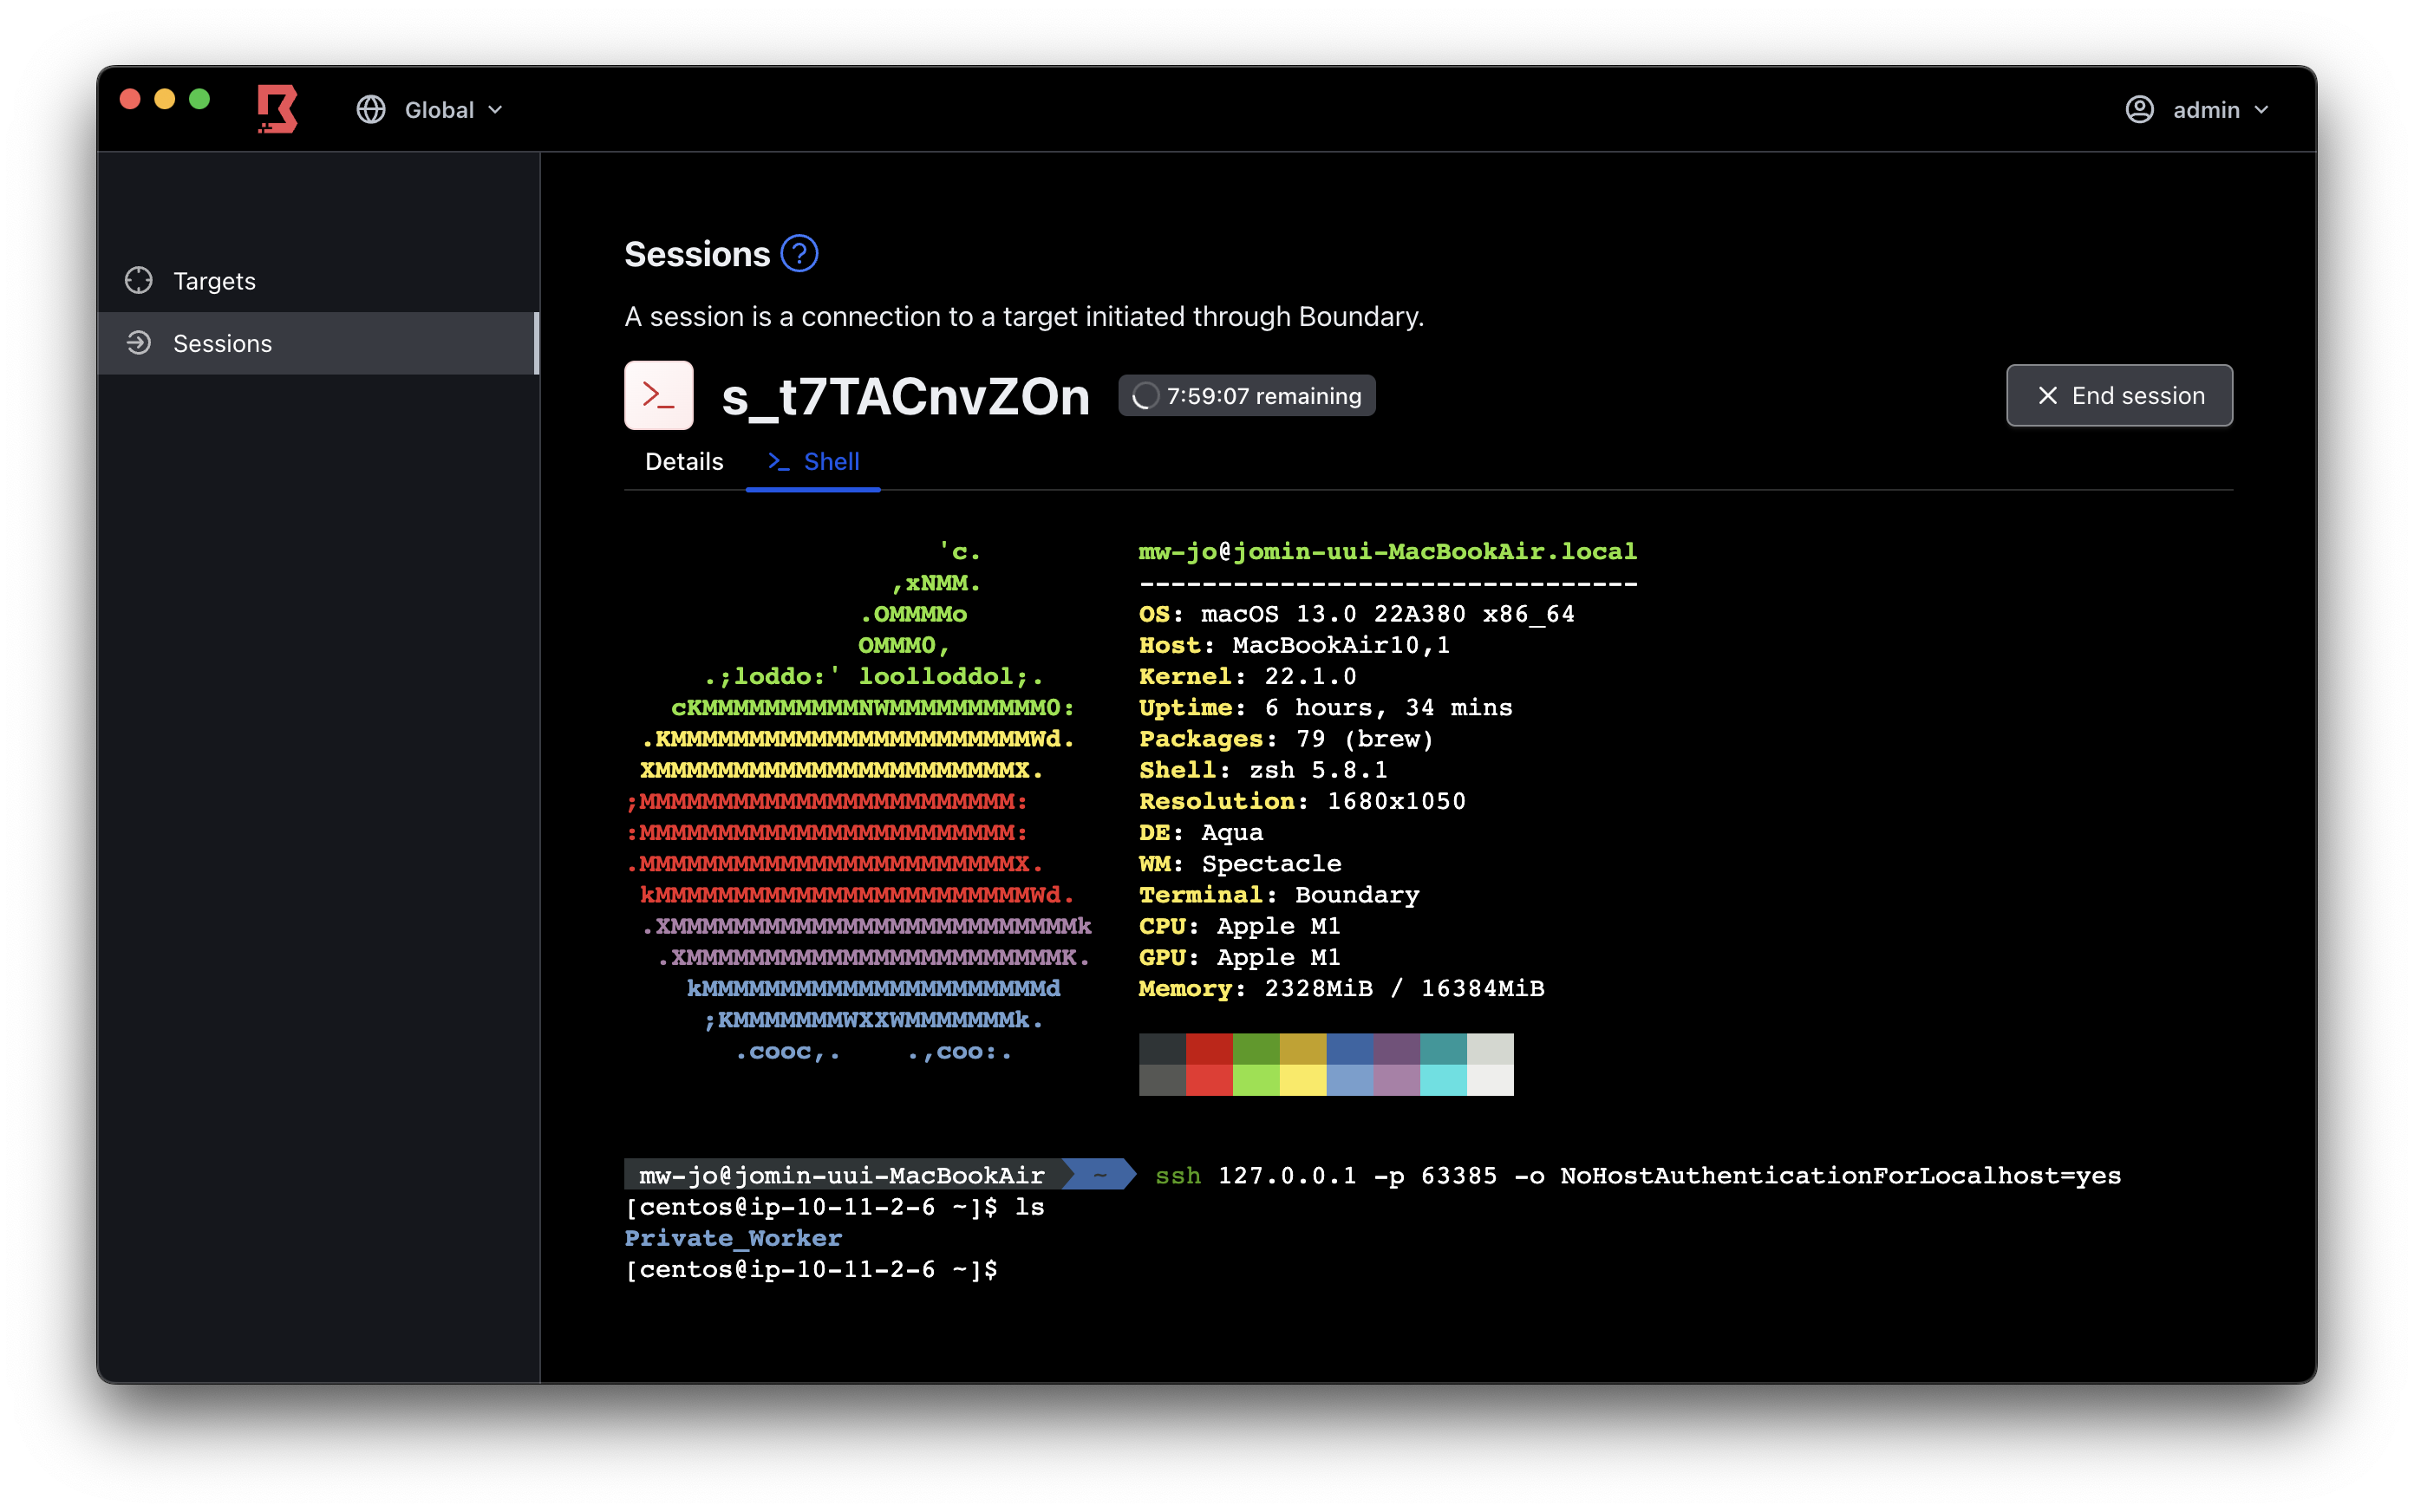 Global
admin
Targets
Sessions
Sessions ?
A session is a connection to a target initiated through Boundary.
>_ s_t7TACnvZOn 7:59:07 remaining
End session
Details >_ Shell
'c. mw-jo@jomin-uui-MacBookAir.local
,xNMM. --------------------------------
.OMMMMo OS: macOS 13.0 22A380 x86_64
OMMM0, Host: MacBookAir10,1
.;loddo:' loolloddol;. Kernel: 22.1.0
cKMMMMMMMMMMNWMMMMMMMMMM0: Uptime: 6 hours, 34 mins
.KMMMMMMMMMMMMMMMMMMMMMMMWd. Packages: 79 (brew)
XMMMMMMMMMMMMMMMMMMMMMMMX. Shell: zsh 5.8.1
;MMMMMMMMMMMMMMMMMMMMMMMM: Resolution: 1680x1050
:MMMMMMMMMMMMMMMMMMMMMMMM: DE: Aqua
.MMMMMMMMMMMMMMMMMMMMMMMMX. WM: Spectacle
kMMMMMMMMMMMMMMMMMMMMMMMMWd. Terminal: Boundary
.XMMMMMMMMMMMMMMMMMMMMMMMMMMk CPU: Apple M1
.XMMMMMMMMMMMMMMMMMMMMMMMMK. GPU: Apple M1
kMMMMMMMMMMMMMMMMMMMMMMd Memory: 2328MiB / 16384MiB
;KMMMMMMMWXXWMMMMMMMk.
.cooc,. .,coo:.
mw-jo@jomin-uui-MacBookAir ~ ssh 127.0.0.1 -p 63385 -o NoHostAuthenticationForLocalhost=yes
[centos@ip-10-11-2-6 ~]$ ls
Private_Worker
[centos@ip-10-11-2-6 ~]$